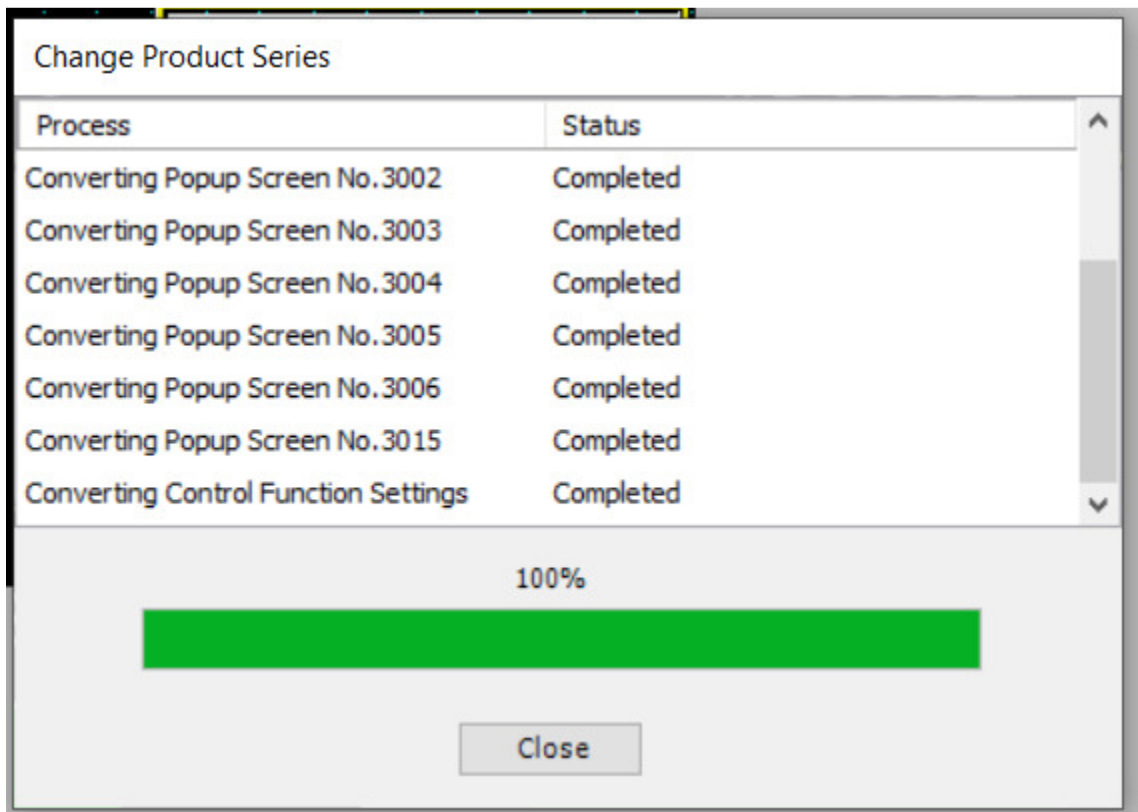 Change Product Series
Process Status
Converting Popup Screen No.3002 Completed
Converting Popup Screen No.3003 Completed
Converting Popup Screen No.3004 Completed
Converting Popup Screen No.3005 Completed
Converting Popup Screen No.3006 Completed
Converting Popup Screen No.3015 Completed
Converting Control Function Settings Completed
100%
Close